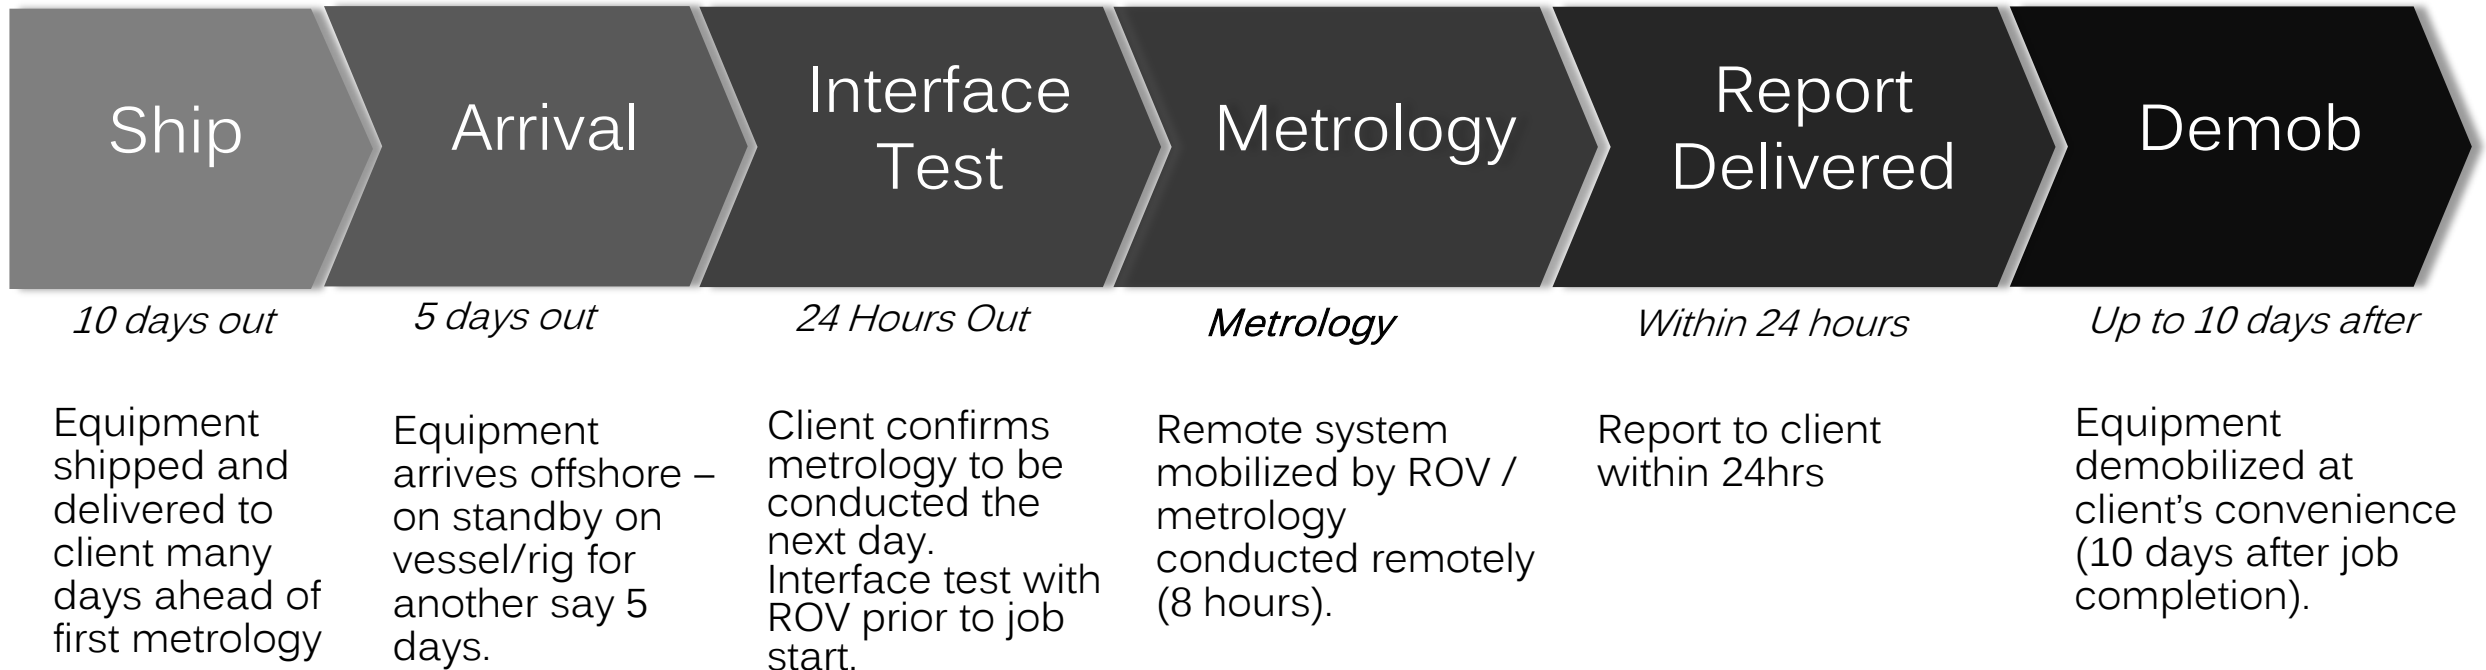 Ship
Arrival
Interface
Test
Metrology
Report
Delivered
Demob
10 days out
5 days out
24 Hours Out
Metrology
Within 24 hours
Up to 10 days after
Equipment
shipped and
delivered to
client many
days ahead of
first metrology
Equipment
arrives offshore –
on standby on
vessel/rig for
another say 5
days.
Client confirms
metrology to be
conducted the
next day.
Interface test with
ROV prior to job
start.
Remote system
mobilized by ROV /
metrology
conducted remotely
(8 hours).
Report to client
within 24hrs
Equipment
demobilized at
client’s convenience
(10 days after job
completion).